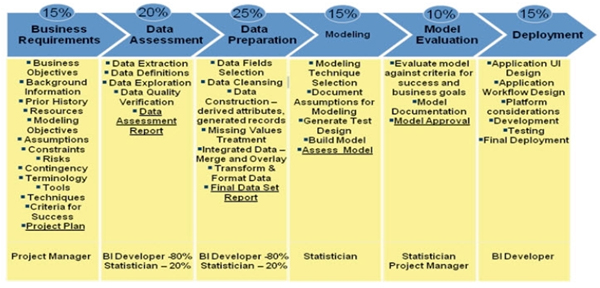 15%
20%
25%
15%
10%
15%
Business
Requirements
Data
Assessment
Data
Preparation
Modeling
Model
Evaluation
Deployment
▪Business
Objectives
▪Background
Information
▪Prior History
▪Resources
▪Modeling
Objectives
▪Assumptions
▪Constraints
▪Risks
▪Contingency
▪Terminology
▪Tools
▪Techniques
▪Criteria for
Success
▪Project Plan
Project Manager
▪Data Extraction
▪Data Definitions
▪Data Exploration
▪Data Quality
Verification
▪Data
Assessment
Report
BI Developer -80%
Statistician – 20%
▪Data Fields
Selection
▪Data Cleansing
▪Data
Construction –
derived attributes,
generated records
▪Missing Values
Treatment
▪Integrated Data –
Merge and Overlay
▪Transform &
Format Data
▪Final Data Set
Report
BI Developer -80%
Statistician – 20%
▪Modeling
Technique
Selection
▪Document
Assumptions for
Modeling
▪Generate Test
Design
▪Build Model
▪Assess Model
Statistician
▪Evaluate model
against criteria for
success and
business goals
▪Model
Documentation
▪Model Approval
Statistician
Project Manager
▪Application UI
Design
▪Application
Workflow Design
▪Platform
considerations
▪Development
▪Testing
▪Final Deployment
BI Developer